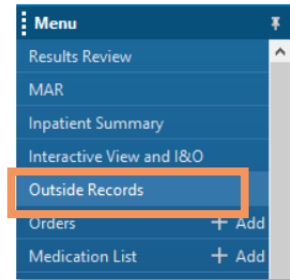 Menu
Results Review
MAR
Inpatient Summary
Interactive View and I&O
Outside Records
Orders + Add
Medication List + Add